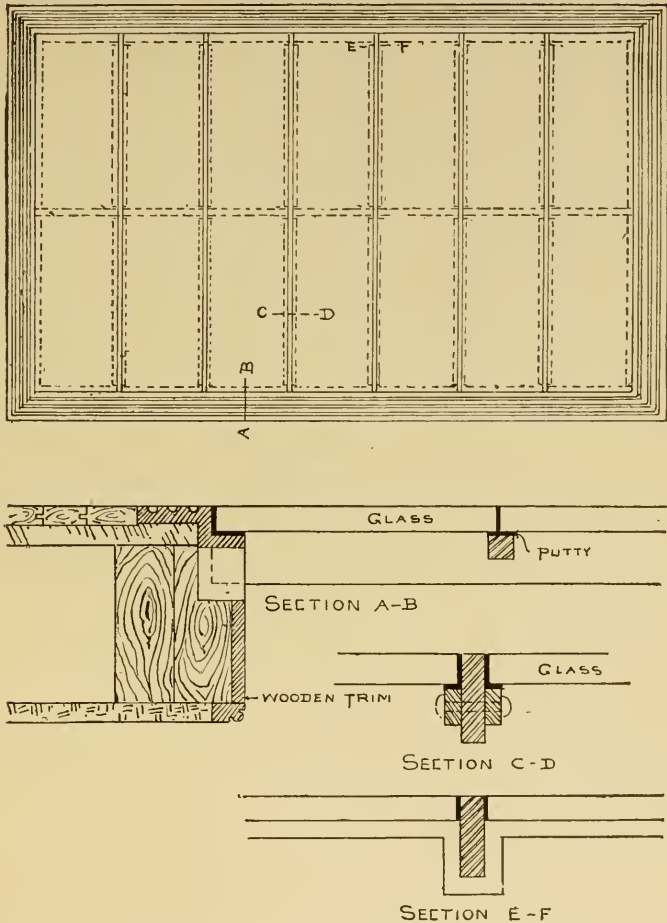 E F
C D
B
A
GLASS
PUTTY
SECTION A-B
GLASS
WOODEN TRIM
SECTION C-D
SECTION E-F